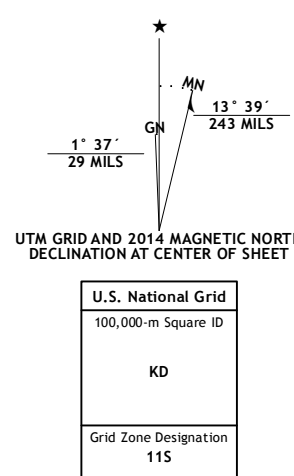 ★
MN
GN
13° 39´
243 MILS
1° 37´
29 MILS
UTM GRID AND 2014 MAGNETIC NORTH
DECLINATION AT CENTER OF SHEET
U.S. National Grid
100,000-m Square ID
KD
Grid Zone Designation
11S